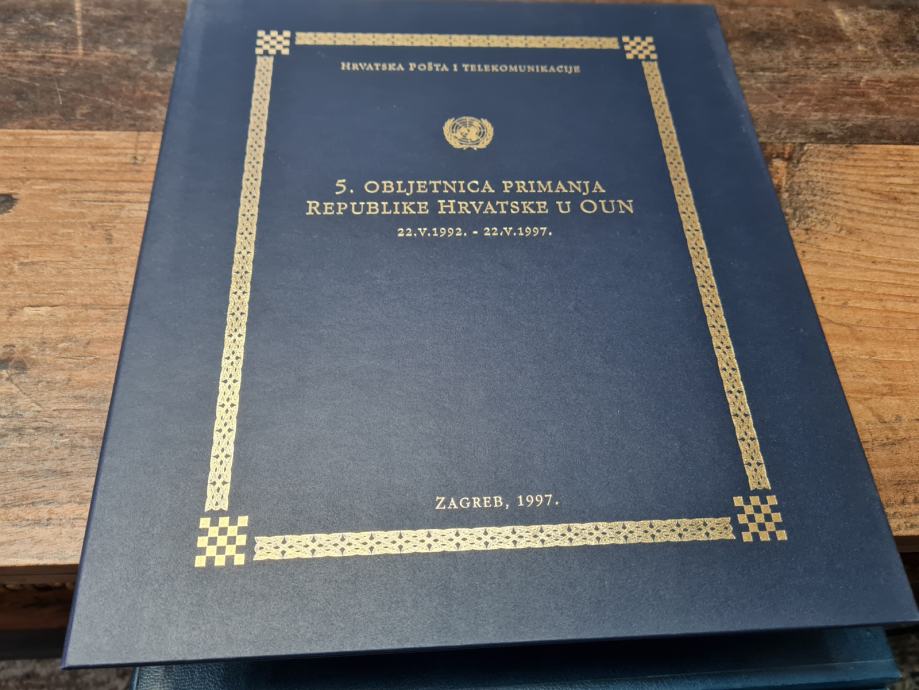 Hrvatska Pošta i telekomunikacije
5. obljetnica primanja
Republike Hrvatske u OUN
22.V.1992. - 22.V.1997.
Zagreb, 1997.